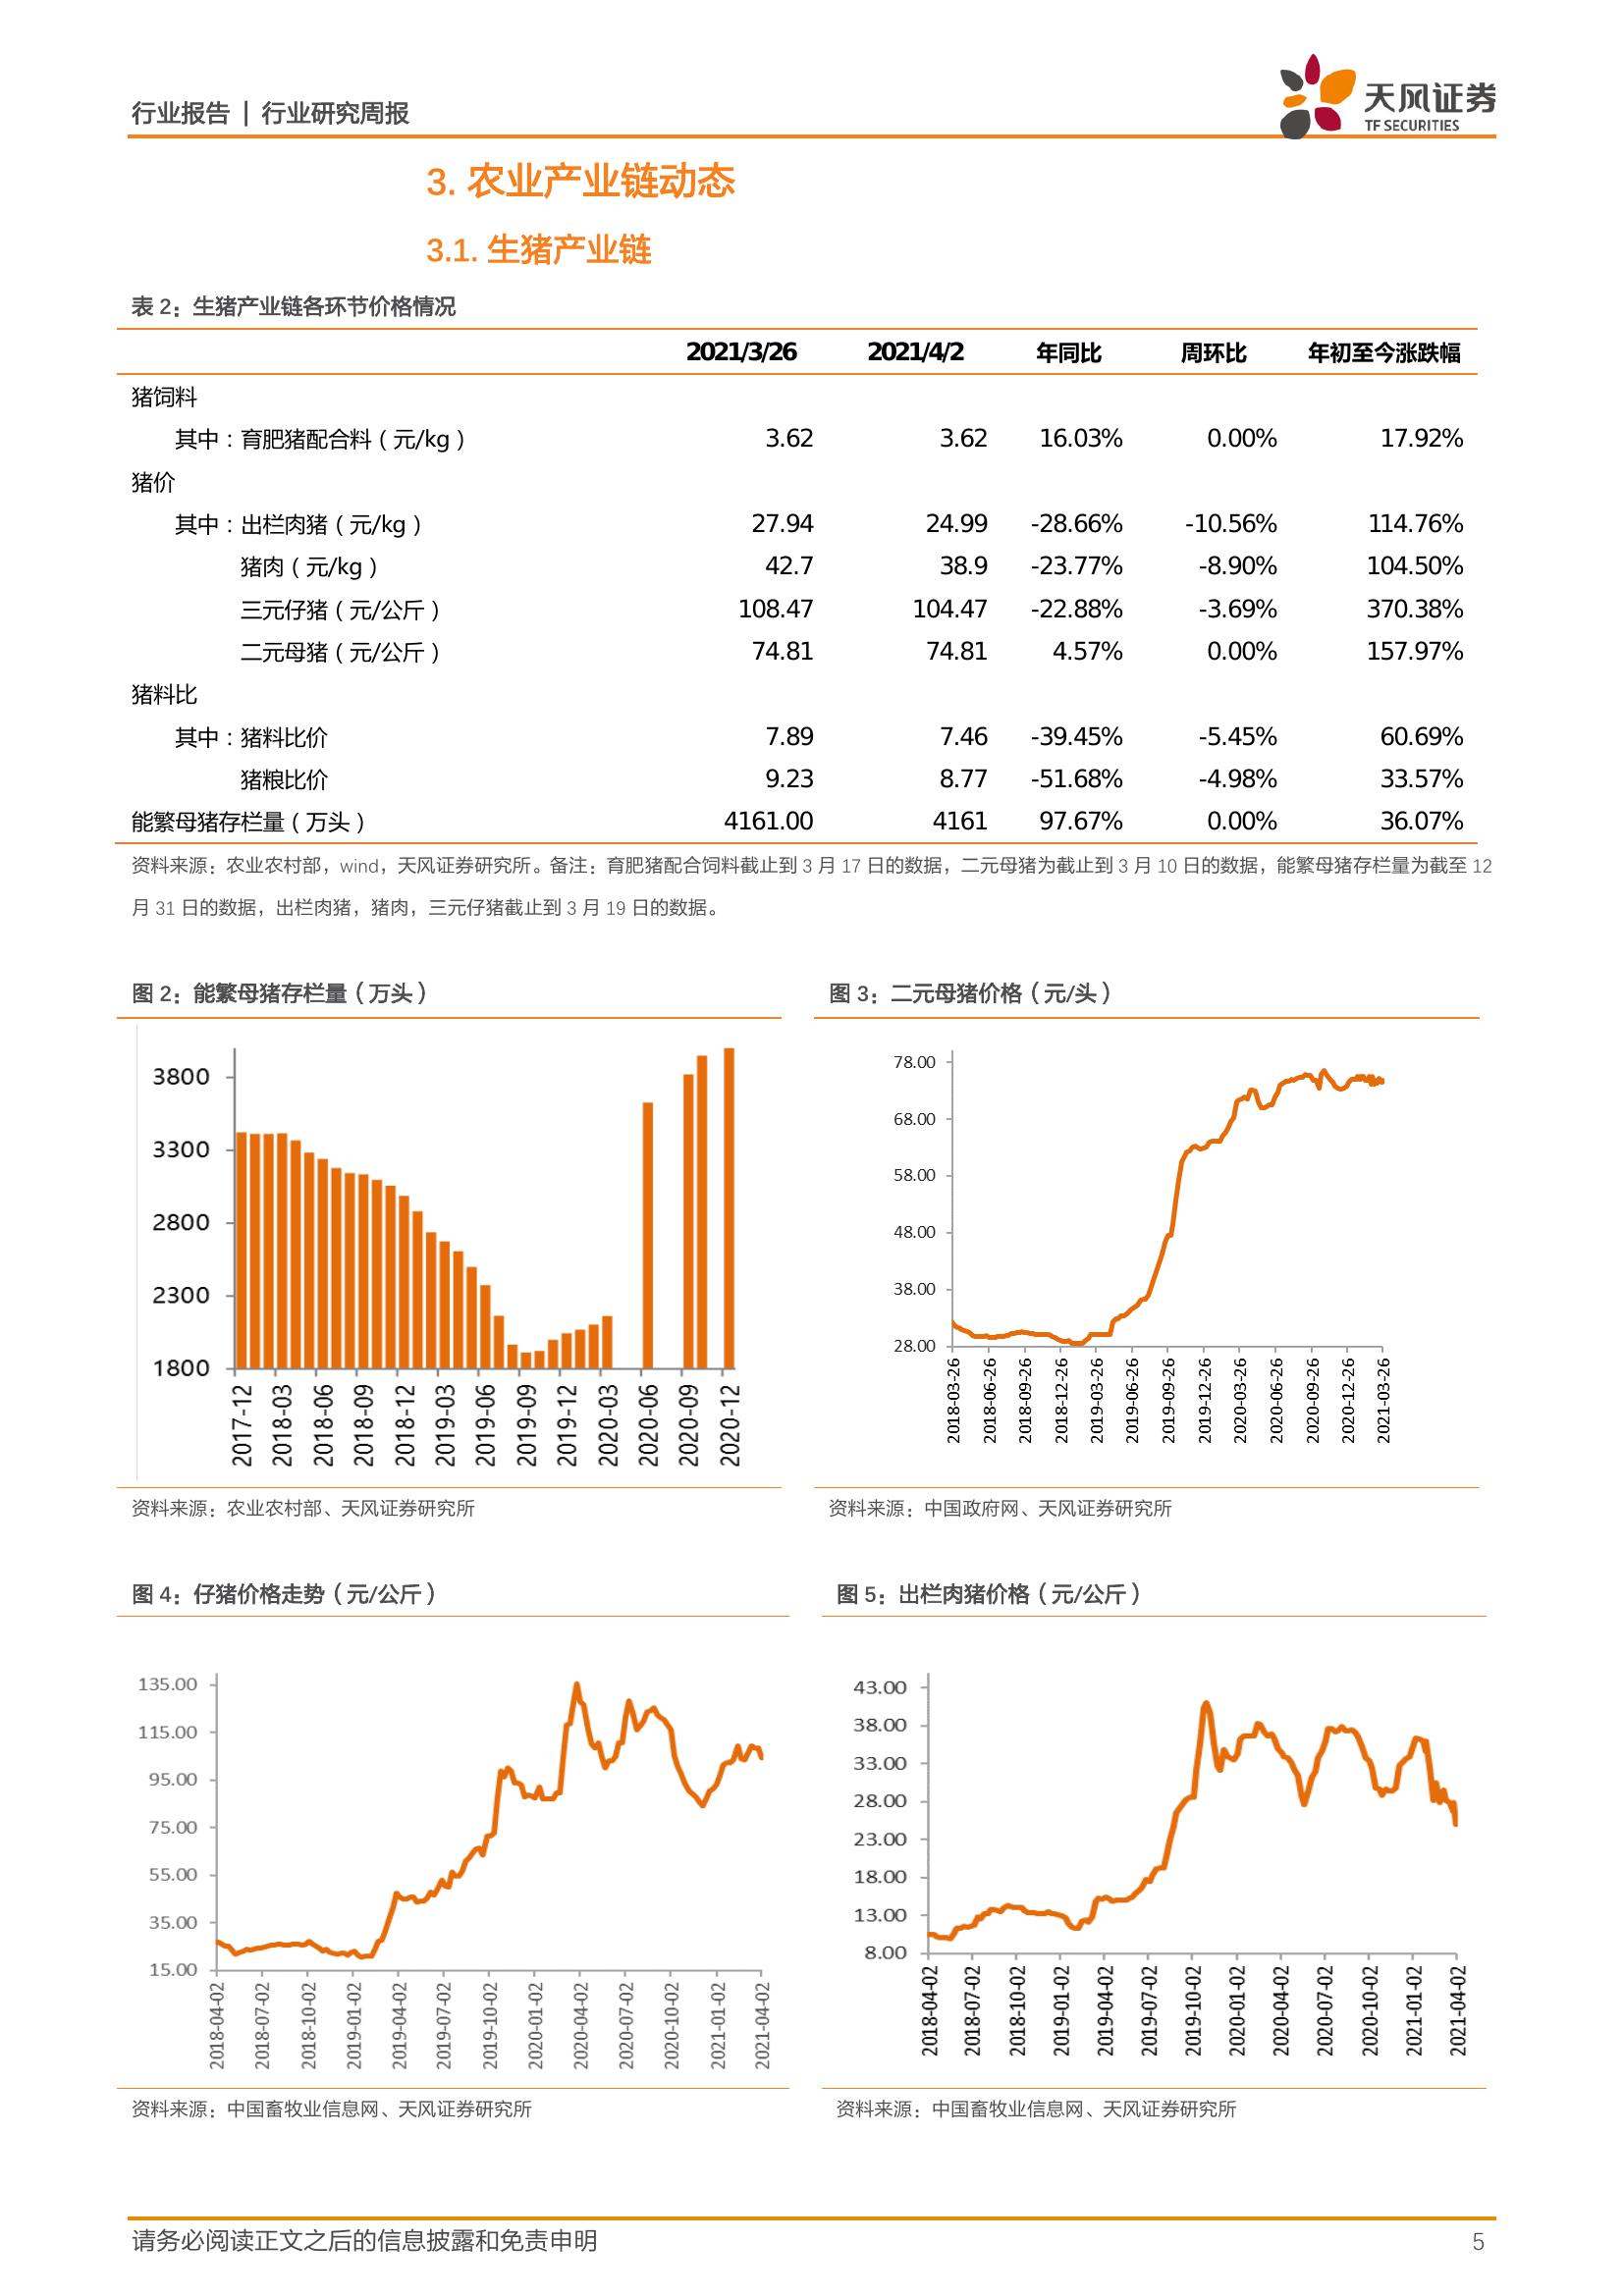 行业报告 | 行业研究周报
天风证券
TF SECURITIES
3. 农业产业链动态
3.1. 生猪产业链
表 2：生猪产业链各环节价格情况
2021/3/26 2021/4/2 年同比 周环比 年初至今涨跌幅
猪饲料
其中：育肥猪配合料（元/kg） 3.62 3.62 16.03% 0.00% 17.92%
猪价
其中：出栏肉猪（元/kg） 27.94 24.99 -28.66% -10.56% 114.76%
猪肉（元/kg） 42.7 38.9 -23.77% -8.90% 104.50%
三元仔猪（元/公斤） 108.47 104.47 -22.88% -3.69% 370.38%
二元母猪（元/公斤） 74.81 74.81 4.57% 0.00% 157.97%
猪料比
其中：猪料比价 7.89 7.46 -39.45% -5.45% 60.69%
猪粮比价 9.23 8.77 -51.68% -4.98% 33.57%
能繁母猪存栏量（万头） 4161.00 4161 97.67% 0.00% 36.07%
资料来源：农业农村部，wind，天风证券研究所。备注：育肥猪配合饲料截止到 3 月 17 日的数据，二元母猪为截止到 3 月 10 日的数据，能繁母猪存栏量为截至 12
月 31 日的数据，出栏肉猪，猪肉，三元仔猪截止到 3 月 19 日的数据。
图 2：能繁母猪存栏量（万头）
3800
3300
2800
2300
1800
2017-12 2018-03 2018-06 2018-09 2018-12 2019-03 2019-06 2019-09 2019-12 2020-03 2020-06 2020-09 2020-12
资料来源：农业农村部、天风证券研究所
图 3：二元母猪价格（元/头）
78.00
68.00
58.00
48.00
38.00
28.00
2018-03-26 2018-06-26 2018-09-26 2018-12-26 2019-03-26 2019-06-26 2019-09-26 2019-12-26 2020-03-26 2020-06-26 2020-09-26 2020-12-26 2021-03-26
资料来源：中国政府网、天风证券研究所
图 4：仔猪价格走势（元/公斤）
135.00
115.00
95.00
75.00
55.00
35.00
15.00
2018-04-02 2018-07-02 2018-10-02 2019-01-02 2019-04-02 2019-07-02 2019-10-02 2020-01-02 2020-04-02 2020-07-02 2020-10-02 2021-01-02 2021-04-02
资料来源：中国畜牧业信息网、天风证券研究所
图 5：出栏肉猪价格（元/公斤）
43.00
38.00
33.00
28.00
23.00
18.00
13.00
8.00
2018-04-02 2018-07-02 2018-10-02 2019-01-02 2019-04-02 2019-07-02 2019-10-02 2020-01-02 2020-04-02 2020-07-02 2020-10-02 2021-01-02 2021-04-02
资料来源：中国畜牧业信息网、天风证券研究所
请务必阅读正文之后的信息披露和免责申明 5